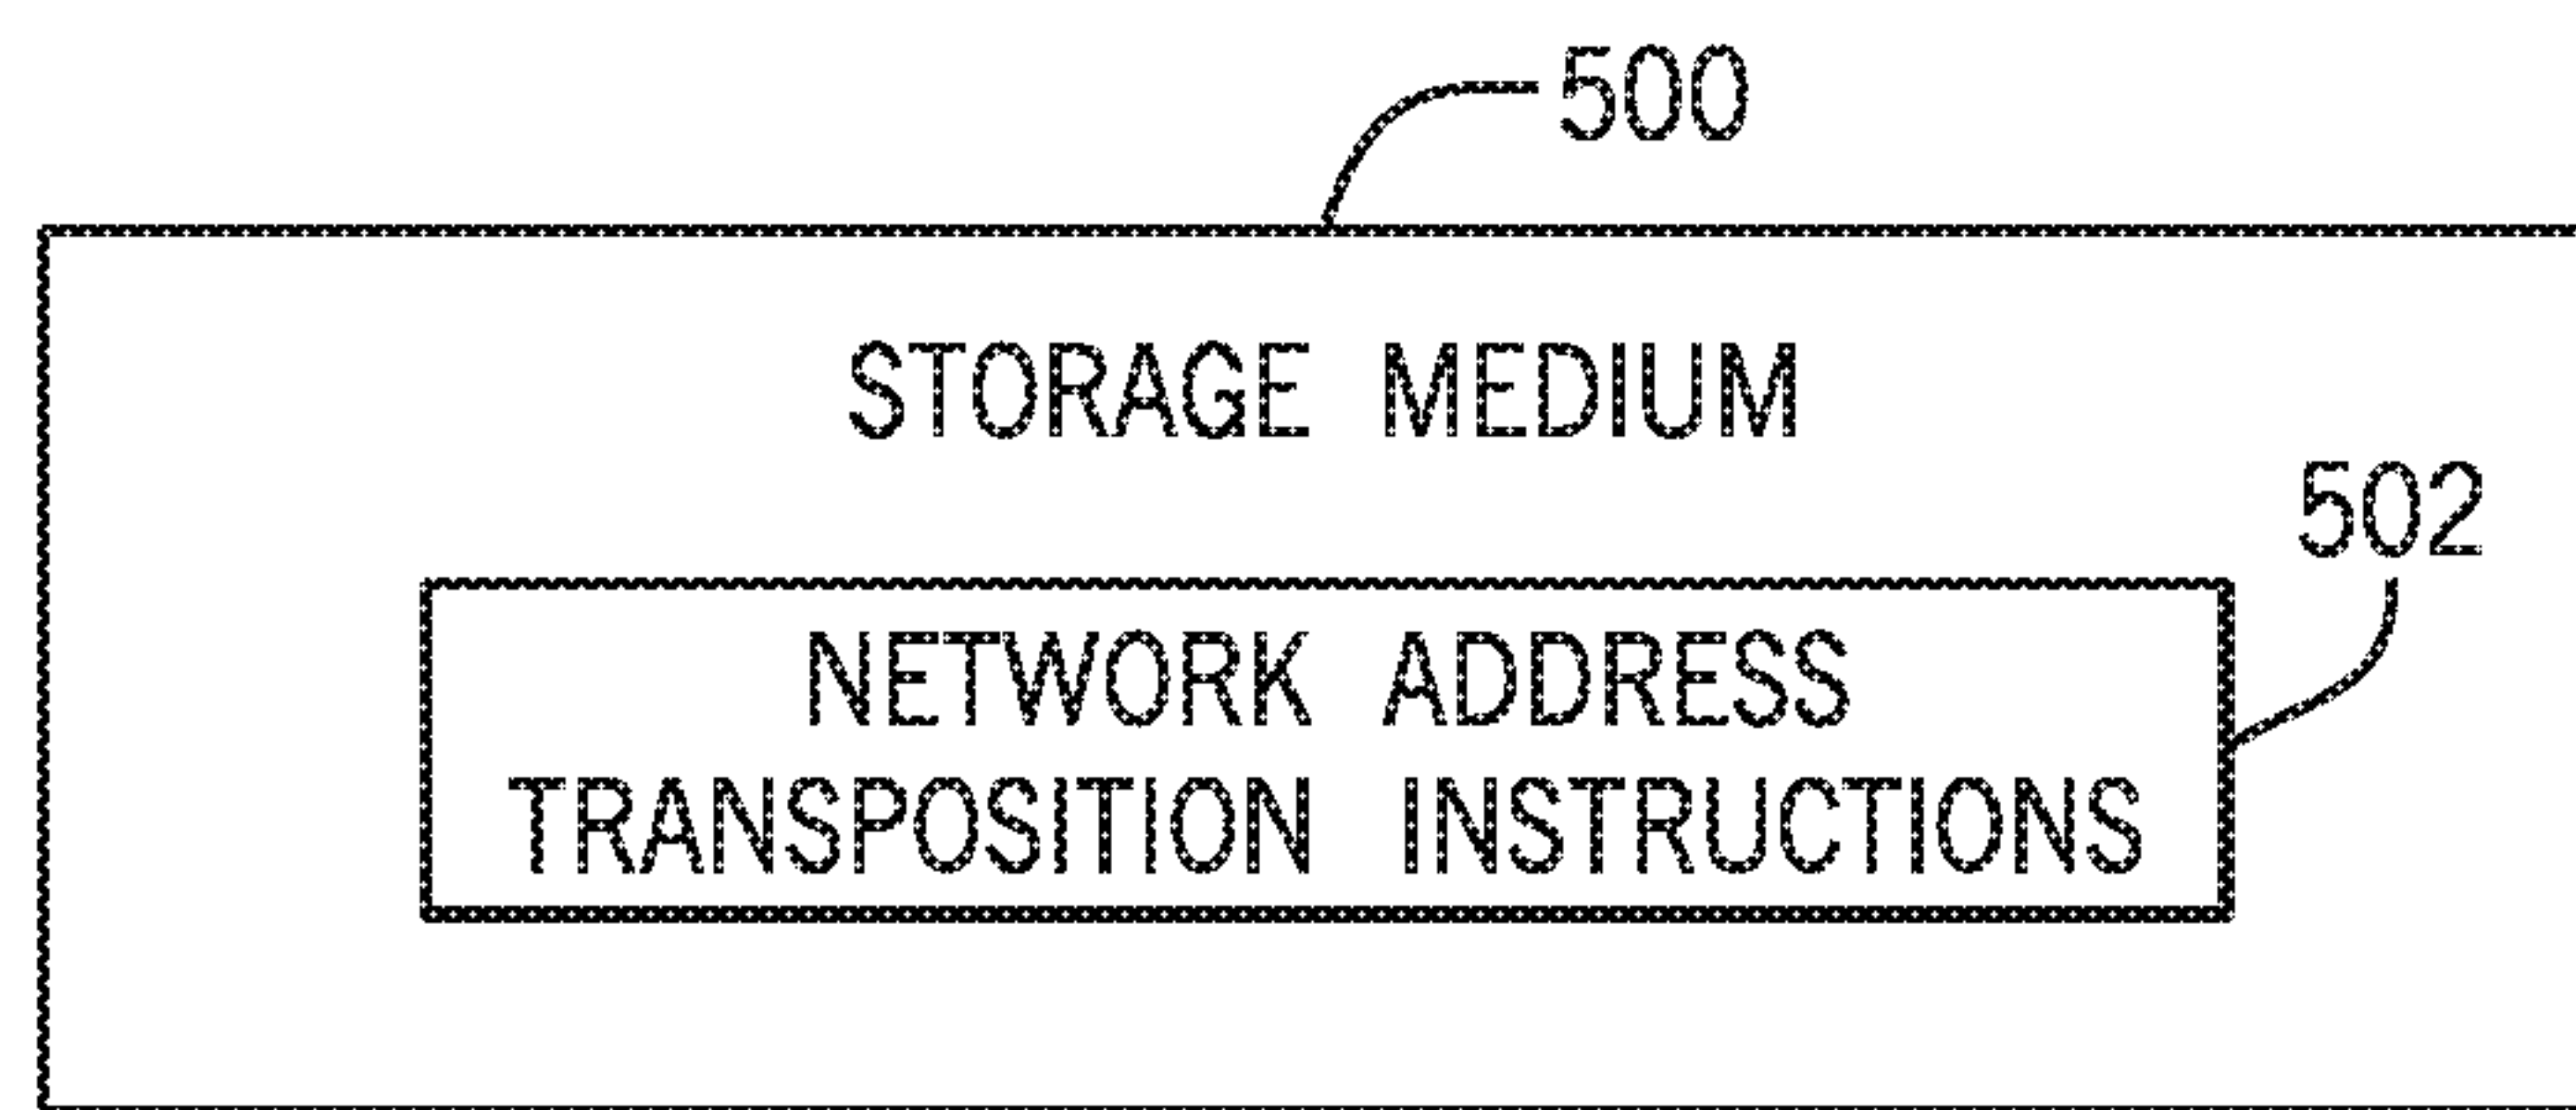 500
STORAGE MEDIUM
502
NETWORK ADDRESS
TRANSPOSITION INSTRUCTIONS